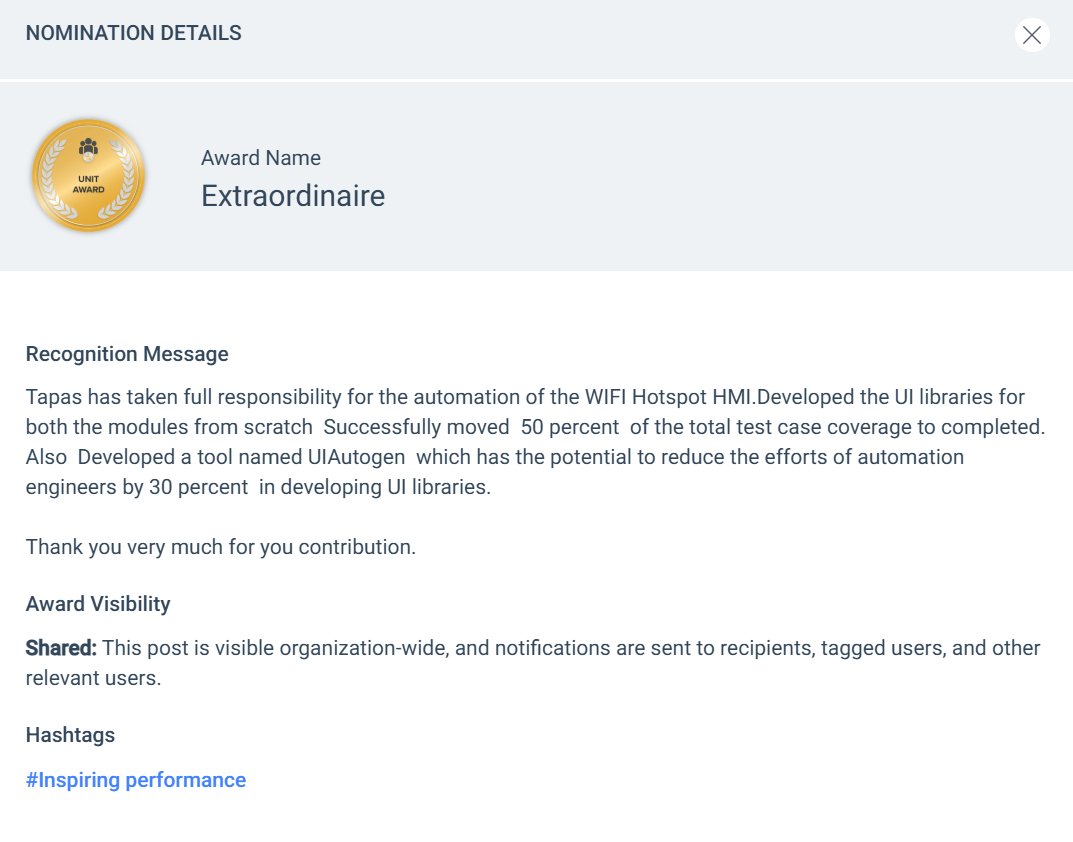 NOMINATION DETAILS
UNIT
AWARD
Award Name
Extraordinaire
Recognition Message
Tapas has taken full responsibility for the automation of the WIFI Hotspot HMI.Developed the UI libraries for
both the modules from scratch  Successfully moved  50 percent  of the total test case coverage to completed.
Also  Developed a tool named UIAutogen  which has the potential to reduce the efforts of automation
engineers by 30 percent  in developing UI libraries.
Thank you very much for you contribution.
Award Visibility
Shared: This post is visible organization-wide, and notifications are sent to recipients, tagged users, and other
relevant users.
Hashtags
#Inspiring performance